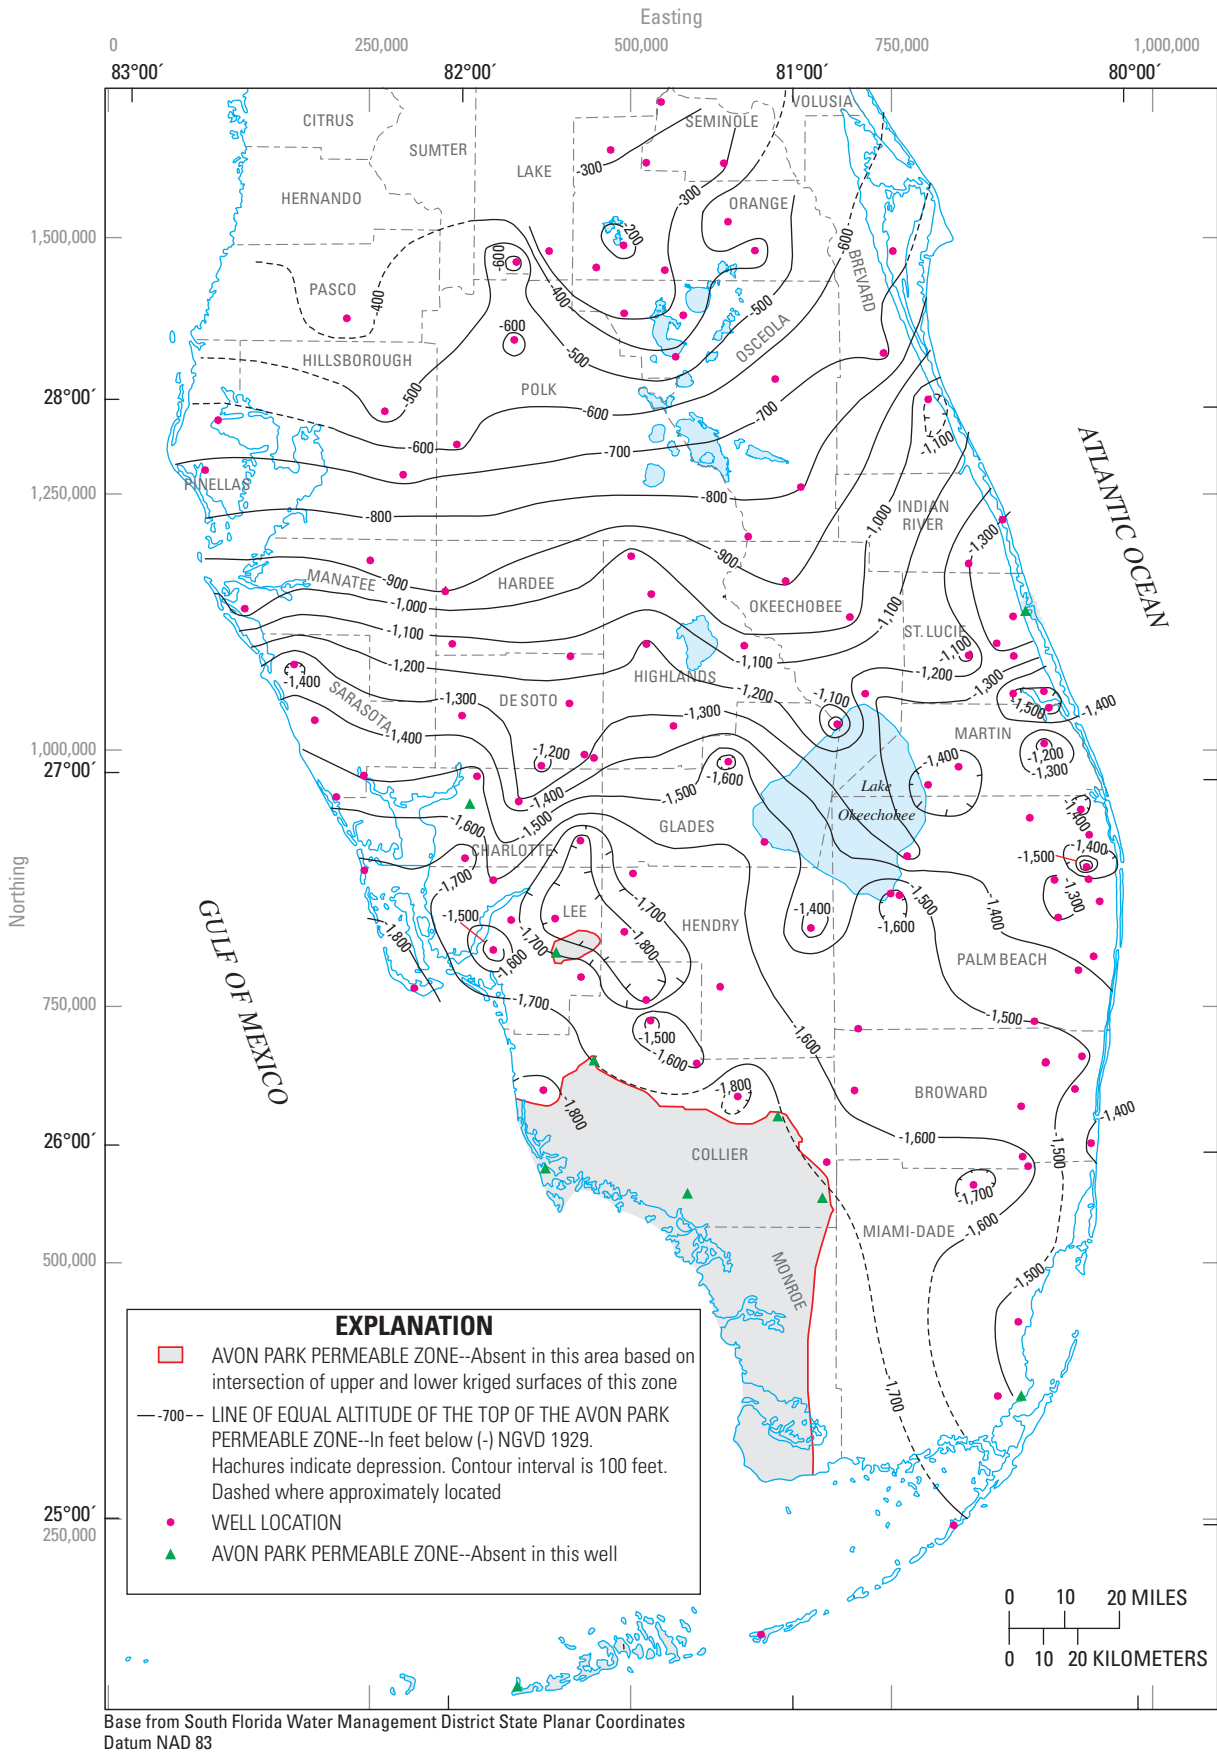 Easting
0
250,000
500,000
750,000
1,000,000
83°00´
82°00´
81°00´
80°00´
VOLUSIA
CITRUS
SEMINOLE
SUMTER
LAKE
-300
HERNANDO
-300
ORANGE
-200
600
1,500,000
-600
BREVARD
PASCO
-400
-400
-500
-600
OSCEOLA
HILLSBOROUGH
-500
-500
POLK
28°00´
-600
-700
-600
-700
-1,100
ATLANTIC OCEAN
PINELLAS
1,250,000
-800
-800
-1,000
INDIAN
RIVER
-1,300
-900
MANATEE
-900
HARDEE
-1,000
OKEECHOBEE
-1,100
-1,100
ST. LUCIE
-1,100
-1,100
-1,200
HIGHLANDS
-1,200
-1,200
-1,300
-1,400
SARASOTA
-1,300
DESOTO
-1,100
-1,500
-1,400
-1,300
MARTIN
-1,400
-1,200
1,000,000
-1,200
-1,400
-1,300
27°00´
-1,600
Lake
Okeechobee
-1,400
-1,500
-1,400
-1,600
-1,500
GLADES
CHARLOTTE
-1,400
-1,500
-1,700
-1,300
-1,500
-1,400
LEE
-1,700
HENDRY
-1,400
-1,600
-1,800
-1,700
-1,800
-1,600
PALM BEACH
Northing
GULF OF MEXICO
750,000
-1,700
-1,500
-1,500
-1,600
-1,600
-1,800
BROWARD
-1,800
-1,400
26°00´
-1,600
-1,500
COLLIER
-1,700
MIAMI-DADE
-1,600
500,000
MONROE
-1,500
1,700
EXPLANATION
AVON PARK PERMEABLE ZONE--Absent in this area based on
intersection of upper and lower kriged surfaces of this zone
-700
LINE OF EQUAL ALTITUDE OF THE TOP OF THE AVON PARK
PERMEABLE ZONE--In feet below (-) NGVD 1929.
Hachures indicate depression. Contour interval is 100 feet.
Dashed where approximately located
WELL LOCATION
AVON PARK PERMEABLE ZONE--Absent in this well
25°00´
250,000
0 10 20 MILES
0 10 20 KILOMETERS
Base from South Florida Water Management District State Planar Coordinates
Datum NAD 83